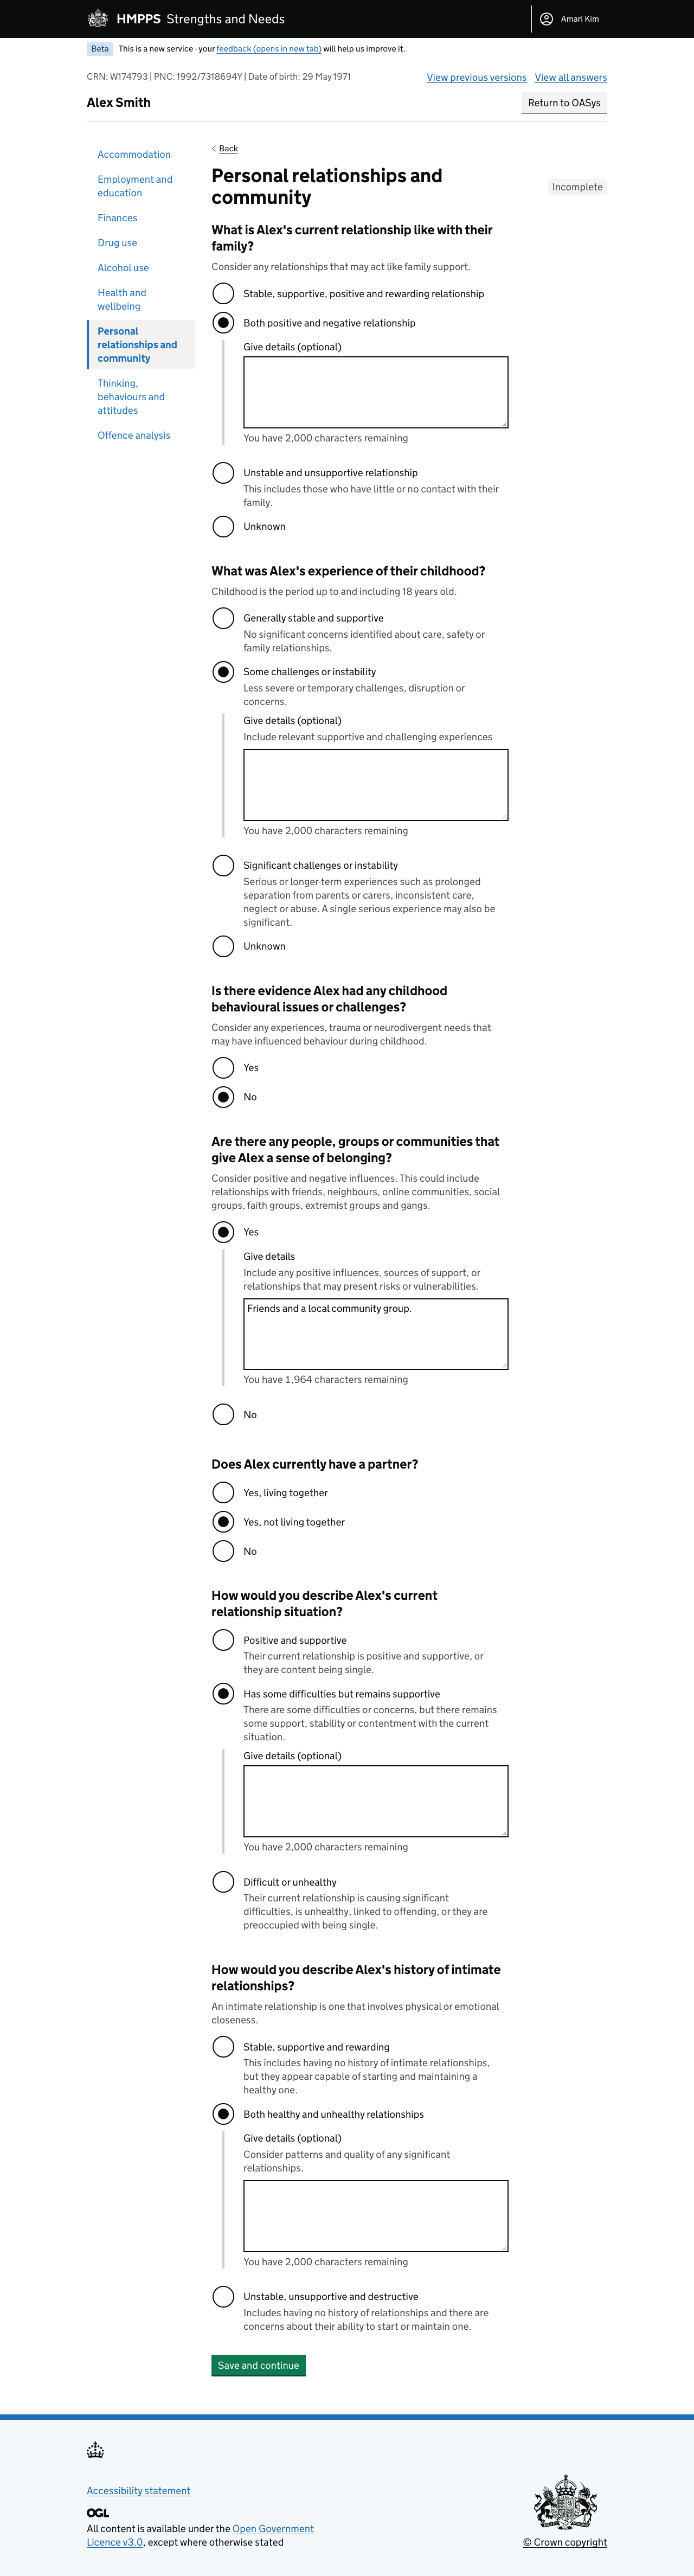 HMPPS Strengths and Needs
Amari Kim
Beta
This is a new service - your feedback (opens in new tab) will help us improve it.
CRN: W174793 | PNC: 1992/7318694Y | Date of birth: 29 May 1971
View previous versions
View all answers
Alex Smith
Return to OASys
Accommodation
Employment and
education
Finances
Drug use
Alcohol use
Health and
wellbeing
Personal
relationships and
community
Thinking,
behaviours and
attitudes
Offence analysis
Back
Personal relationships and
community
Incomplete
What is Alex's current relationship like with their
family?
Consider any relationships that may act like family support.
Stable, supportive, positive and rewarding relationship
Both positive and negative relationship
Give details (optional)
You have 2,000 characters remaining
Unstable and unsupportive relationship
This includes those who have little or no contact with their
family.
Unknown
What was Alex's experience of their childhood?
Childhood is the period up to and including 18 years old.
Generally stable and supportive
No significant concerns identified about care, safety or
family relationships.
Some challenges or instability
Less severe or temporary challenges, disruption or
concerns.
Give details (optional)
Include relevant supportive and challenging experiences
You have 2,000 characters remaining
Significant challenges or instability
Serious or longer-term experiences such as prolonged
separation from parents or carers, inconsistent care,
neglect or abuse. A single serious experience may also be
significant.
Unknown
Is there evidence Alex had any childhood
behavioural issues or challenges?
Consider any experiences, trauma or neurodivergent needs that
may have influenced behaviour during childhood.
Yes
No
Are there any people, groups or communities that
give Alex a sense of belonging?
Consider positive and negative influences. This could include
relationships with friends, neighbours, online communities, social
groups, faith groups, extremist groups and gangs.
Yes
Give details
Include any positive influences, sources of support, or
relationships that may present risks or vulnerabilities.
Friends and a local community group.
You have 1,964 characters remaining
No
Does Alex currently have a partner?
Yes, living together
Yes, not living together
No
How would you describe Alex's current
relationship situation?
Positive and supportive
Their current relationship is positive and supportive, or
they are content being single.
Has some difficulties but remains supportive
There are some difficulties or concerns, but there remains
some support, stability or contentment with the current
situation.
Give details (optional)
You have 2,000 characters remaining
Difficult or unhealthy
Their current relationship is causing significant
difficulties, is unhealthy, linked to offending, or they are
preoccupied with being single.
How would you describe Alex's history of intimate
relationships?
An intimate relationship is one that involves physical or emotional
closeness.
Stable, supportive and rewarding
This includes having no history of intimate relationships,
but they appear capable of starting and maintaining a
healthy one.
Both healthy and unhealthy relationships
Give details (optional)
Consider patterns and quality of any significant
relationships.
You have 2,000 characters remaining
Unstable, unsupportive and destructive
Includes having no history of relationships and there are
concerns about their ability to start or maintain one.
Save and continue
Accessibility statement
OGL
All content is available under the Open Government
Licence v3.0, except where otherwise stated
© Crown copyright